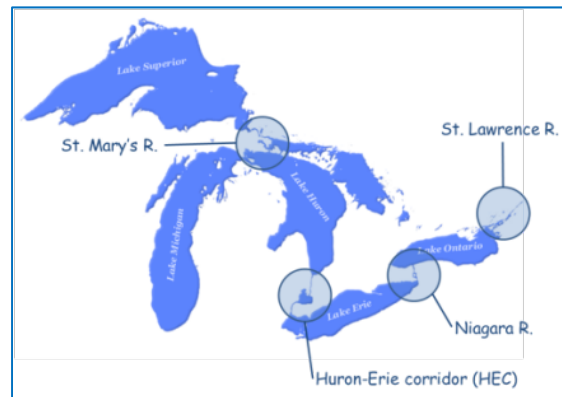 Lake Superior
St. Mary's R.
St. Lawrence R.
Lake Huron
Lake Michigan
Lake Ontario
Lake Erie
Niagara R.
Huron-Erie corridor (HEC)